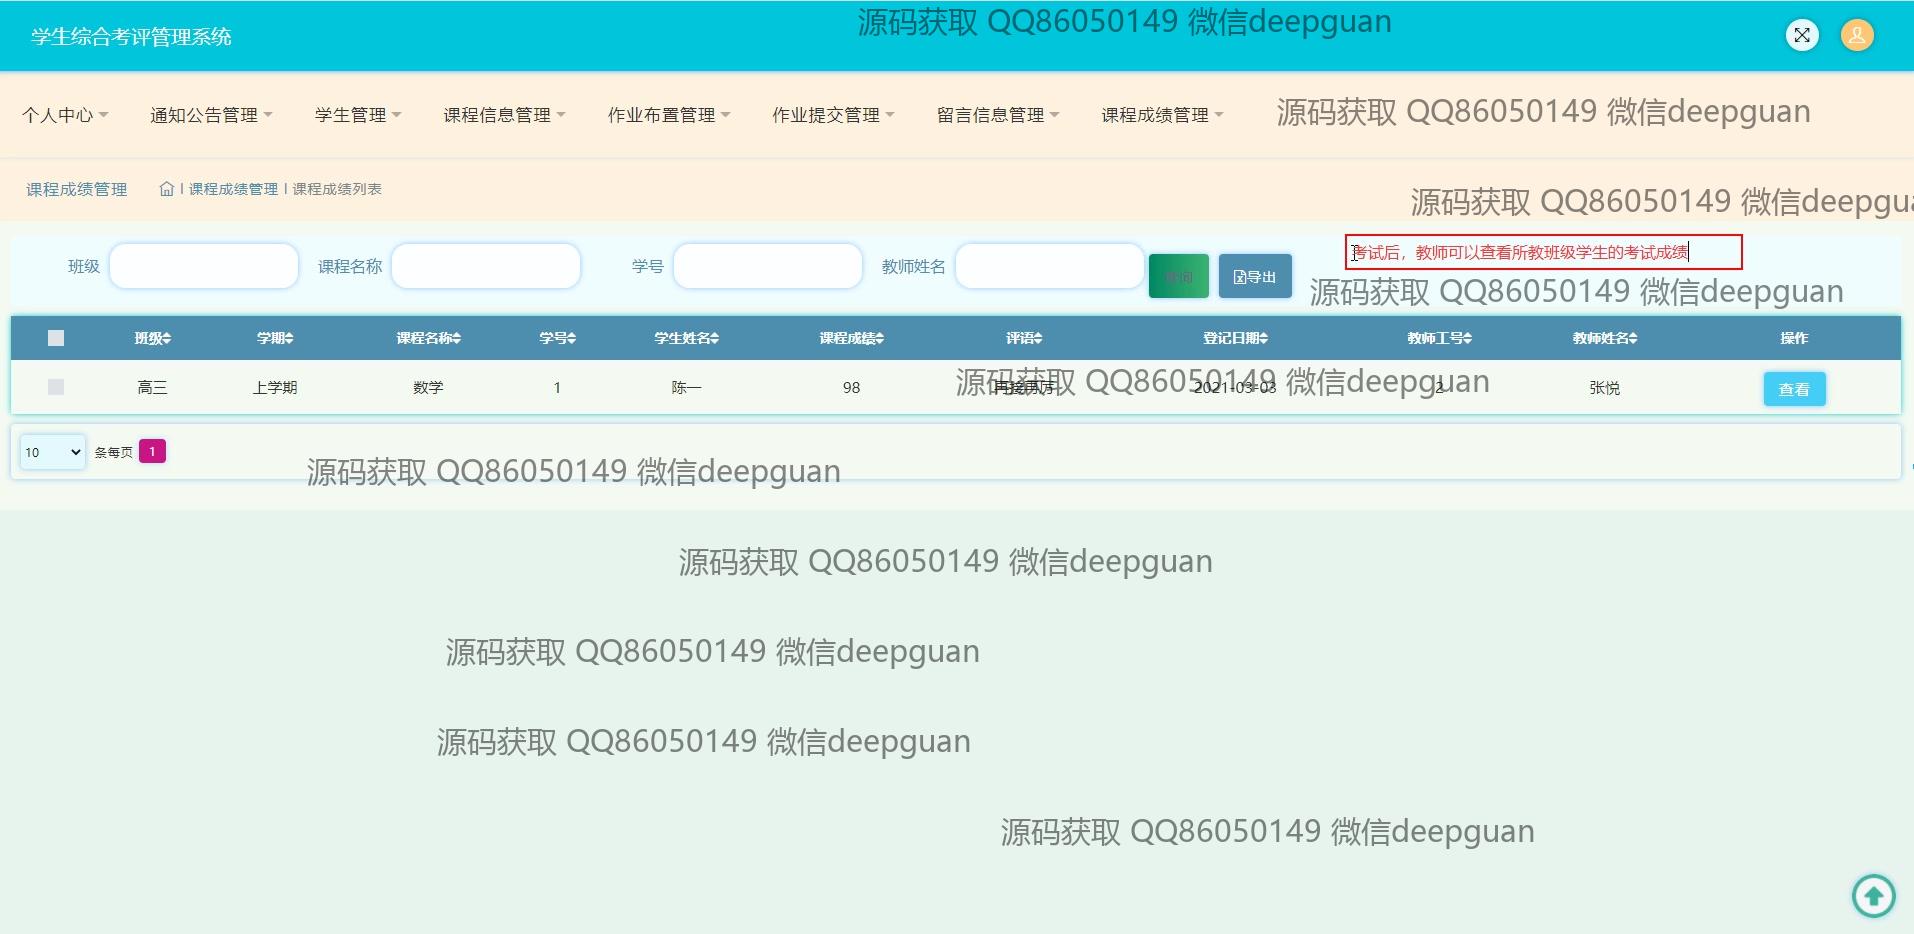 源码获取 QQ86050149 微信deepguan
学生综合考评管理系统
个人中心 通知公告管理 学生管理 课程信息管理 作业布置管理 作业提交管理 留言信息管理 课程成绩管理
源码获取 QQ86050149 微信deepguan
课程成绩管理 课程成绩管理 课程成绩列表
源码获取 QQ86050149 微信deepgua
班级 课程名称 学号 教师姓名 查询 导出
考试后，教师可以查看所教班级学生的考试成绩
源码获取 QQ86050149 微信deepguan
班级 学期 课程名称 学号 学生姓名 课程成绩 评语 登记日期 教师工号 教师姓名 操作
高三 上学期 数学 1 陈一 98 再接再厉 2021-03-03 2 张悦 查看
源码获取 QQ86050149 微信deepguan
10 条每页 1
源码获取 QQ86050149 微信deepguan
源码获取 QQ86050149 微信deepguan
源码获取 QQ86050149 微信deepguan
源码获取 QQ86050149 微信deepguan
源码获取 QQ86050149 微信deepguan